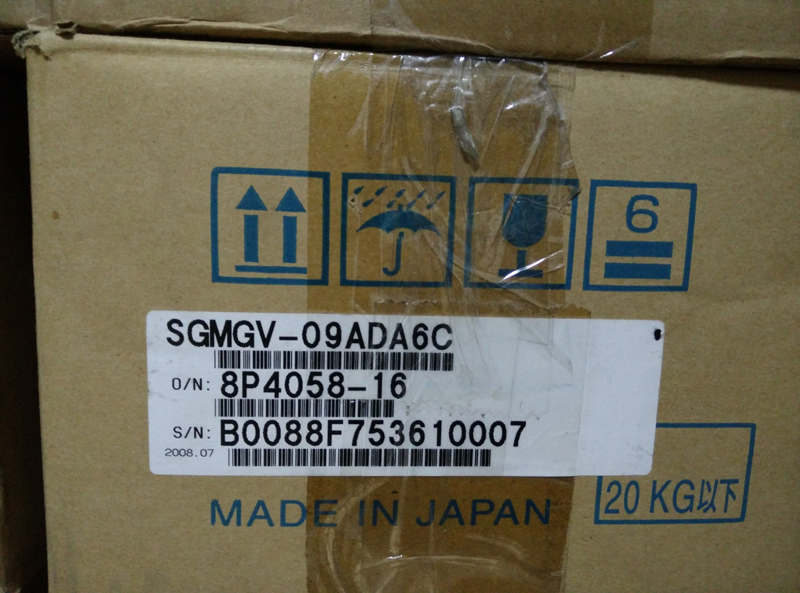 6
SGMGV-09ADA6C
O/N: 8P4058-16
S/N: B0088F753610007
2008.07
MADE IN JAPAN
20 KG以下